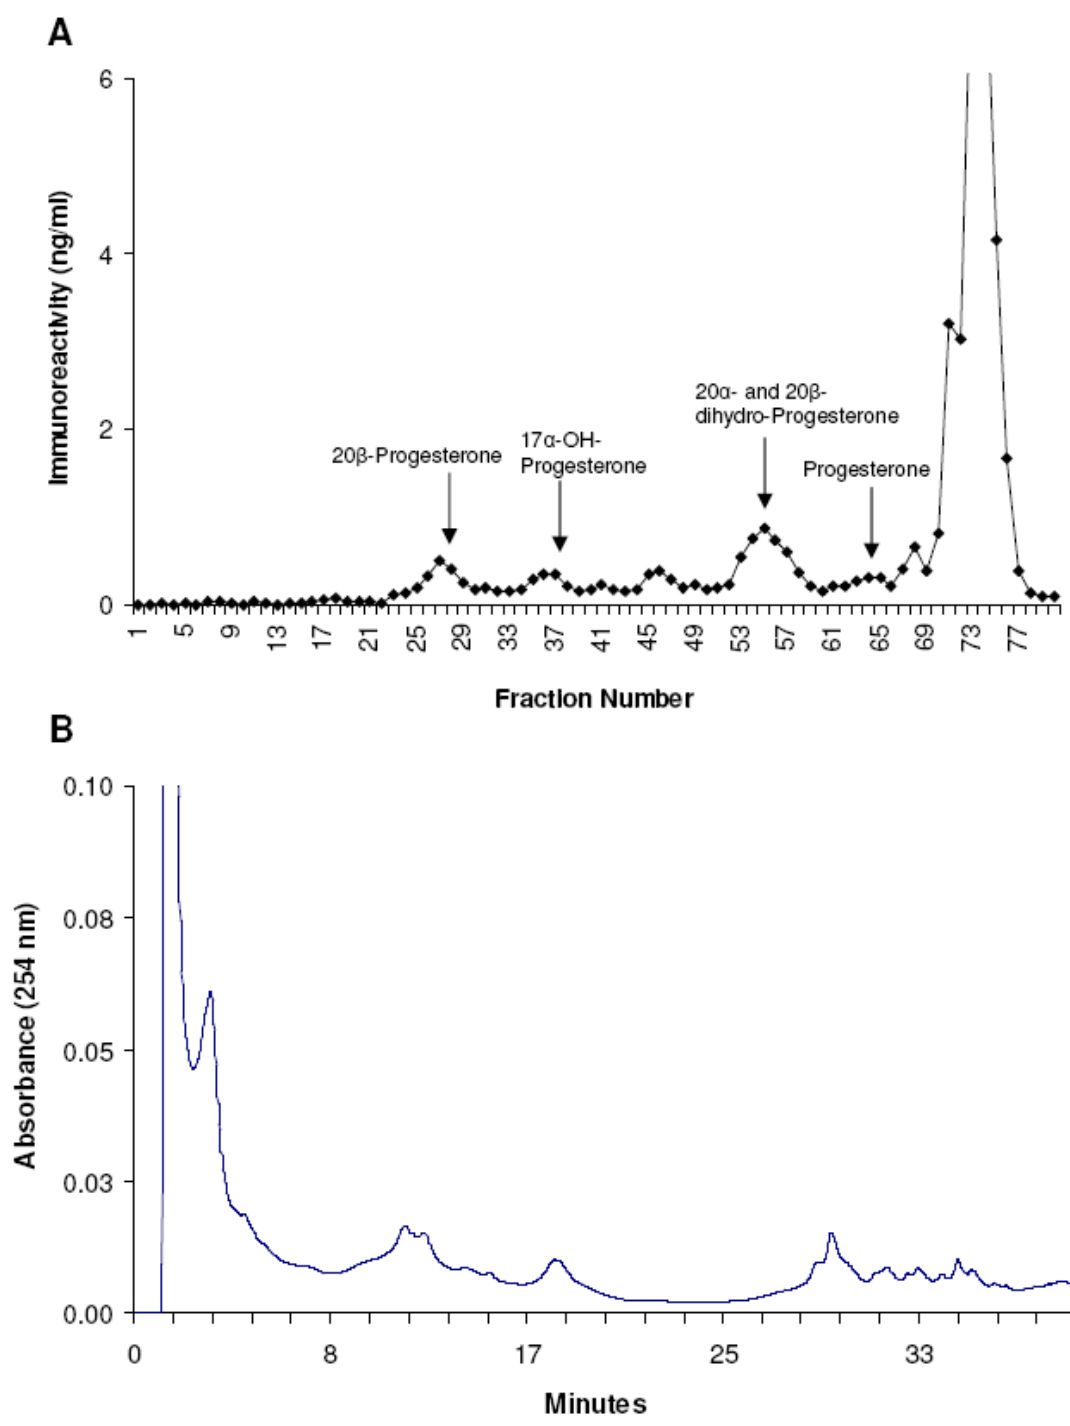 A
Immunoreactivity (ng/ml)
6
4
2
0
20β-Progesterone
17α-OH-
Progesterone
20α- and 20β-
dihydro-Progesterone
Progesterone
1 5 9 13 17 21 25 29 33 37 41 45 49 53 57 61 65 69 73 77
Fraction Number
B
Absorbance (254 nm)
0.10
0.08
0.05
0.03
0.00
0 8 17 25 33
Minutes